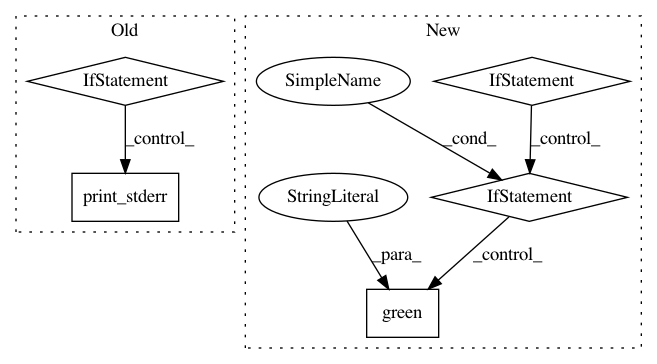 Old
New
IfStatement
SimpleName
IfStatement
_control_
_cond_
_control_
print_stderr
StringLiteral
IfStatement
_para_
_control_
green